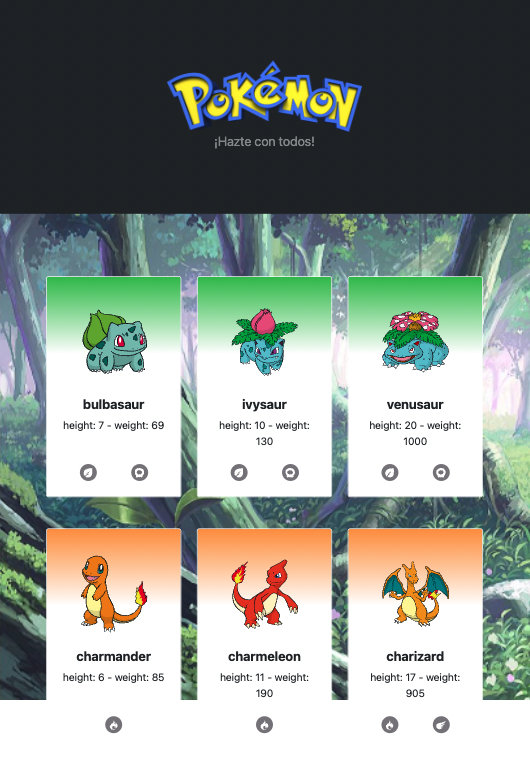 POKéMON
¡Hazte con todos!
bulbasaur
height: 7 - weight: 69
ivysaur
height: 10 - weight:
130
venusaur
height: 20 - weight:
1000
charmander
height: 6 - weight: 85
charmeleon
height: 11 - weight:
190
charizard
height: 17 - weight:
905